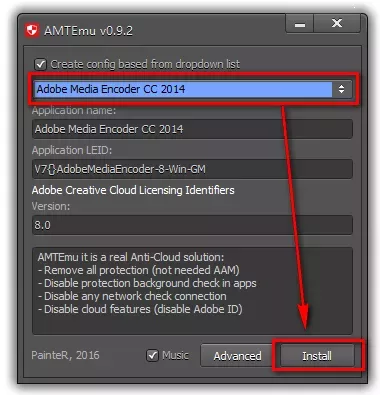 AMTEmu v0.9.2
Create config based from dropdown list
Adobe Media Encoder CC 2014
Application name:
Adobe Media Encoder CC 2014
Application LEID:
V7{}AdobeMediaEncoder-8-Win-GM
Adobe Creative Cloud Licensing Identifiers
Version:
8.0
AMTEmu it is a real Anti-Cloud solution:
- Remove all protection (not needed AAM)
- Disable protection background check in apps
- Disable any network check connection
- Disable cloud features (disable Adobe ID)
PainteR, 2016 Music Advanced Install